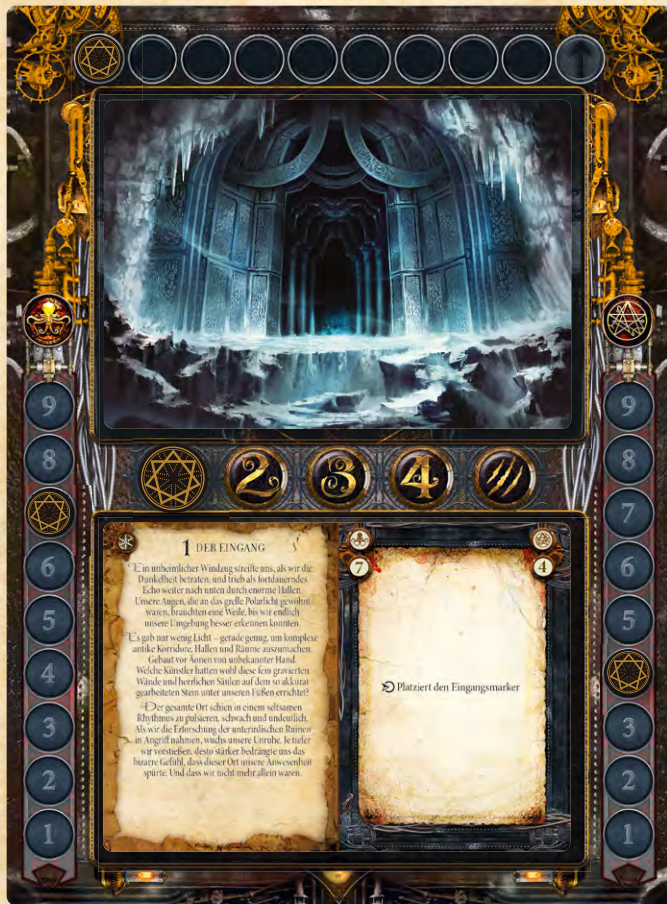 9
8
6
5
4
3
2
1
9
8
7
6
5
3
2
1
2 3 4
1 DER EINGANG
Ein unheimlicher Windzug streifte uns, als wir die
Dunkelheit betraten, und trieb als fortdauerndes
Echo weiter nach unten durch enorme Hallen.
Unsere Augen, die an das grelle Polarlicht gewöhnt
waren, brauchten eine Weile, bis wir endlich
unsere Umgebung besser erkennen konnten.
Es gab nur wenig Licht – gerade genug, um komplexe
antike Korridore, Hallen und Räume auszumachen.
Gebaut vor Äonen von unbekannter Hand.
Welche Künstler hatten wohl diese fein gravierten
Wände und herrlichen Säulen auf dem so akkurat
gearbeiteten Stein unter unseren Füßen errichtet?
Der gesamte Ort schien in einem seltsamen
Rhythmus zu pulsieren, schwach und undeutlich.
Als wir die Erforschung der unterirdischen Ruinen
in Angriff nahmen, wuchs unsere Unruhe. Je tiefer
wir vorstießen, desto stärker bedrängte uns das
bizarre Gefühl, dass dieser Ort unsere Anwesenheit
spürte. Und dass wir nicht mehr allein waren.
7 4
Platziert den Eingangsmarker